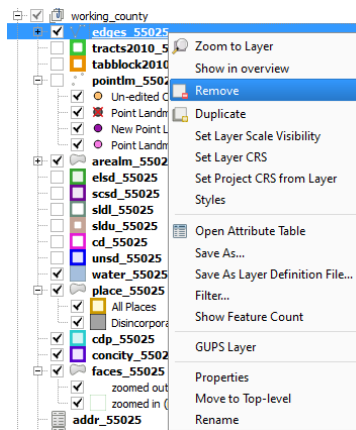 working_county
edges_55025
tracts2010_5
tabblock2010
pointlm_5502
Un-edited C
Point Landm
New Point L
Point Landm
arealm_5502
elsd_55025
scsd_55025
sldl_55025
sldu_55025
cd_55025
unsd_55025
water_55025
place_55025
All Places
Disincorpora
cdp_55025
concity_5502
faces_55025
zoomed out
zoomed in (
addr_55025
Zoom to Layer
Show in overview
Remove
Duplicate
Set Layer Scale Visibility
Set Layer CRS
Set Project CRS from Layer
Styles
Open Attribute Table
Save As...
Save As Layer Definition File...
Filter...
Show Feature Count
GUPS Layer
Properties
Move to Top-level
Rename